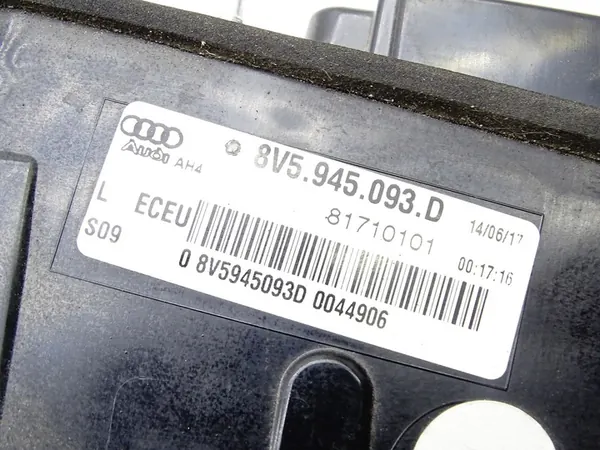 Audi AH4 8V5.945.093.D
L ECEU 81710101 14/06/17
S09 00:17:16
0 8V5945093D 0044906